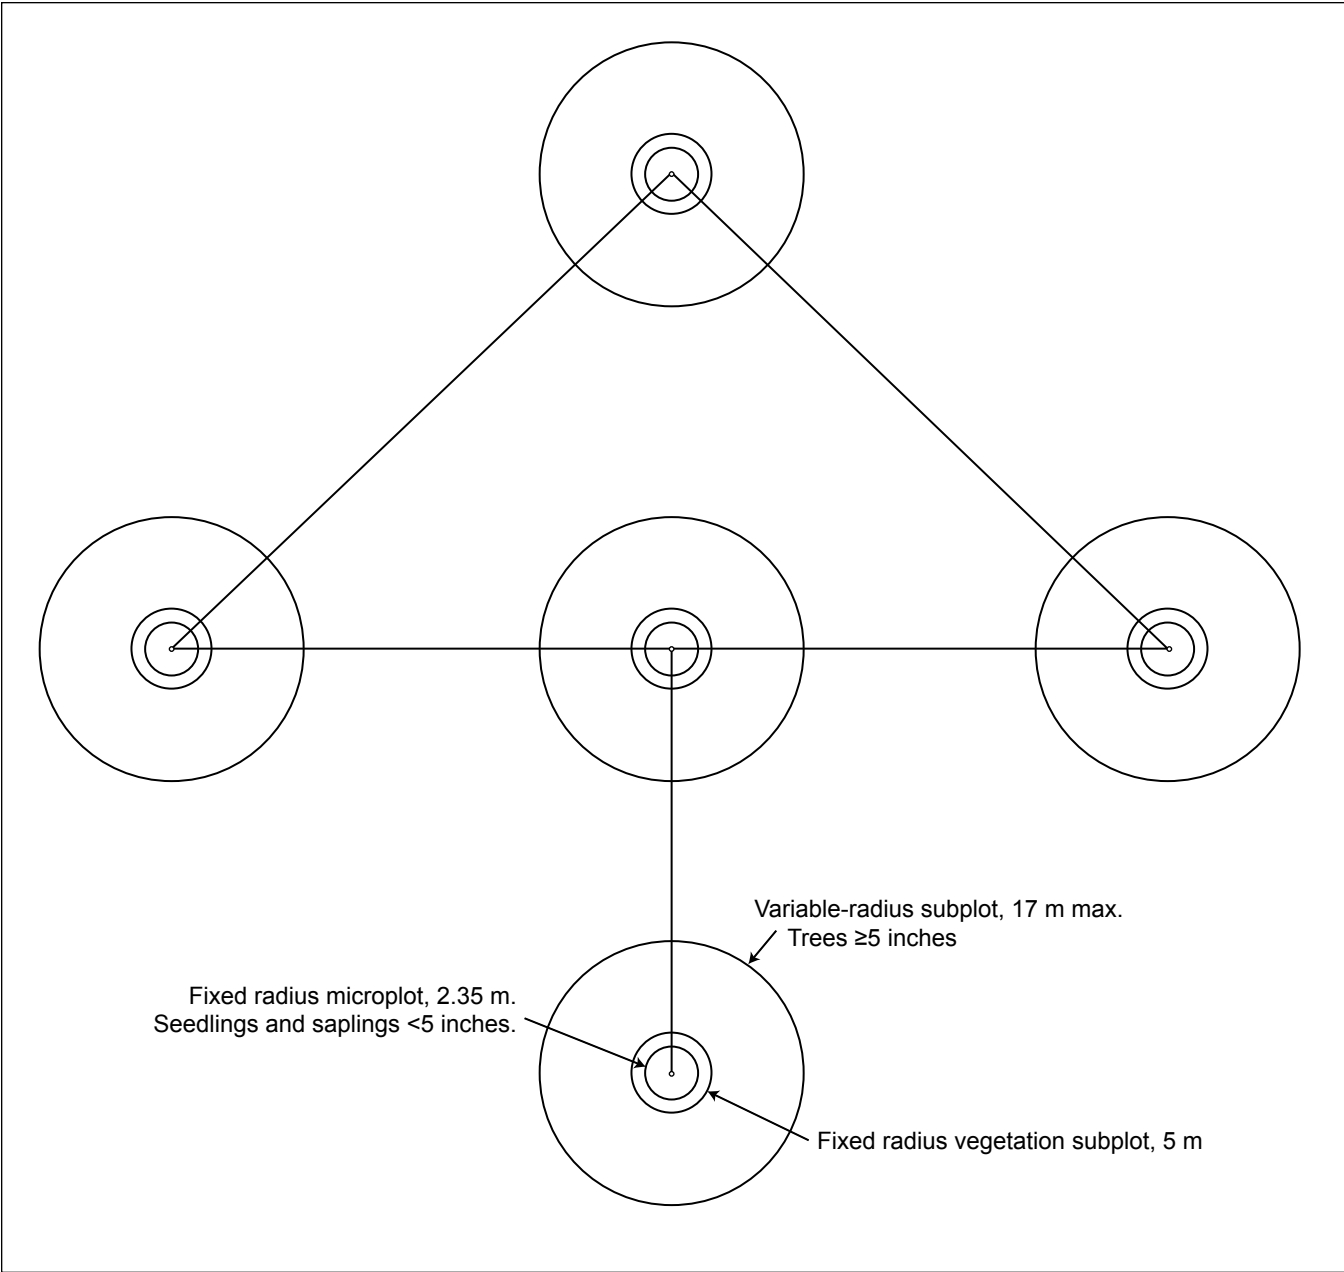 Variable-radius subplot, 17 m max.
Trees ≥5 inches
Fixed radius microplot, 2.35 m.
Seedlings and saplings <5 inches.
Fixed radius vegetation subplot, 5 m